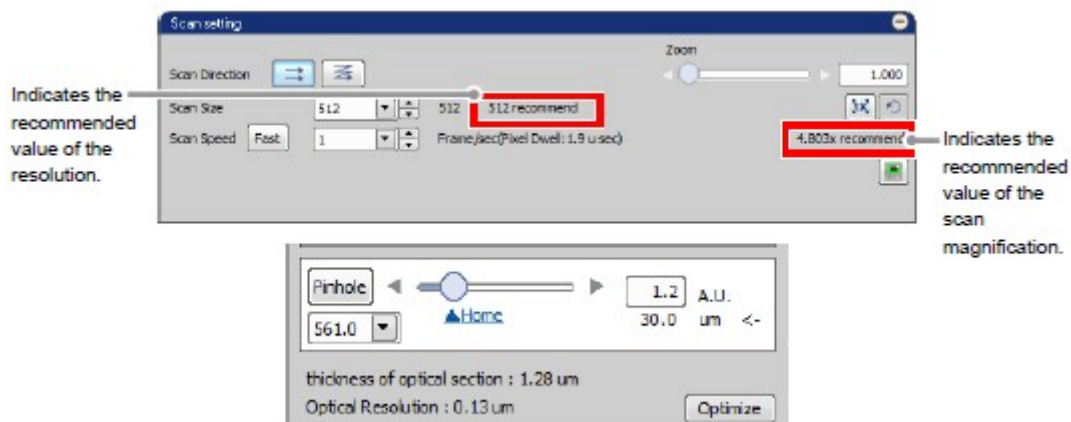 Scan setting
Zoom
Scan Direction
1.000
Indicates the
recommended
value of the
resolution.
Scan Size 512 512 512 recommend
Scan Speed Fast 1 Frame/sec(Pixel Dwell: 1.9 u sec)
4.803x recommend
Indicates the
recommended
value of the
scan
magnification.
Pinhole 1.2 A.U.
Home 30.0 um <-
561.0
thickness of optical section : 1.28 um
Optical Resolution : 0.13 um Optimize